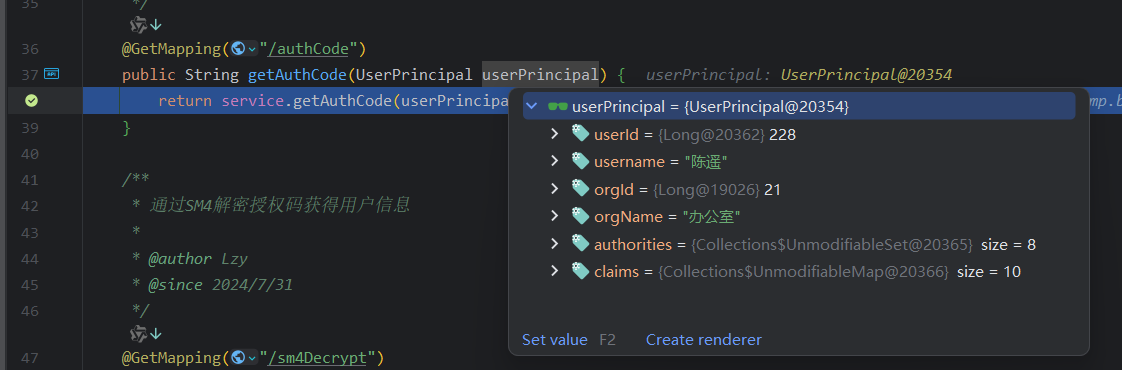 35 */
36 @GetMapping("/authCode")
37 public String getAuthCode(UserPrincipal userPrincipal) { userPrincipal: UserPrincipal@20354
return service.getAuthCode(userPrincipa mp.b
userPrincipal = {UserPrincipal@20354}
userId = {Long@20362} 228
username = "陈遥"
orgId = {Long@19026} 21
orgName = "办公室"
authorities = {Collections$UnmodifiableSet@20365} size = 8
claims = {Collections$UnmodifiableMap@20366} size = 10
Set value F2 Create renderer
39 }
40
41 /**
42 * 通过SM4解密授权码获得用户信息
43 *
44 * @author Lzy
45 * @since 2024/7/31
46 */
47 @GetMapping("/sm4Decrypt")